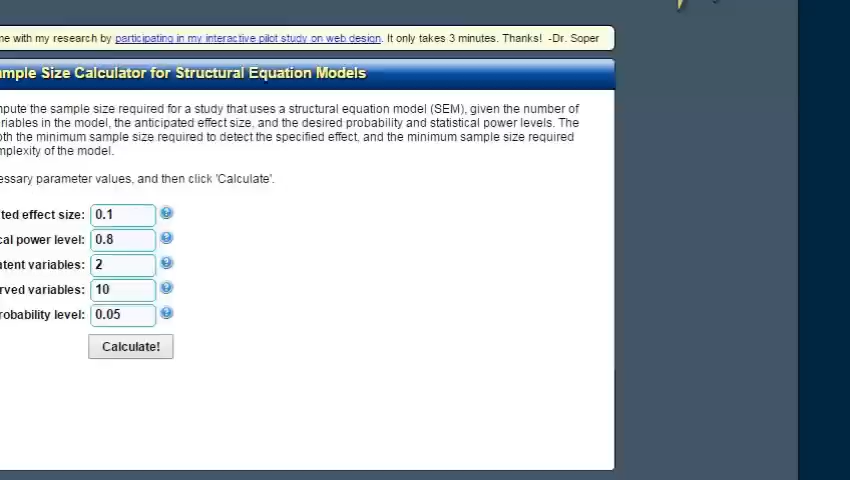 me with my research by participating in my interactive pilot study on web design. It only takes 3 minutes. Thanks! -Dr. Soper
ample Size Calculator for Structural Equation Models
mpute the sample size required for a study that uses a structural equation model (SEM), given the number of
riables in the model, the anticipated effect size, and the desired probability and statistical power levels. The
oth the minimum sample size required to detect the specified effect, and the minimum sample size required
mplexity of the model.
essary parameter values, and then click 'Calculate'.
ted effect size: 0.1
cal power level: 0.8
atent variables: 2
rved variables: 10
robability level: 0.05
Calculate!